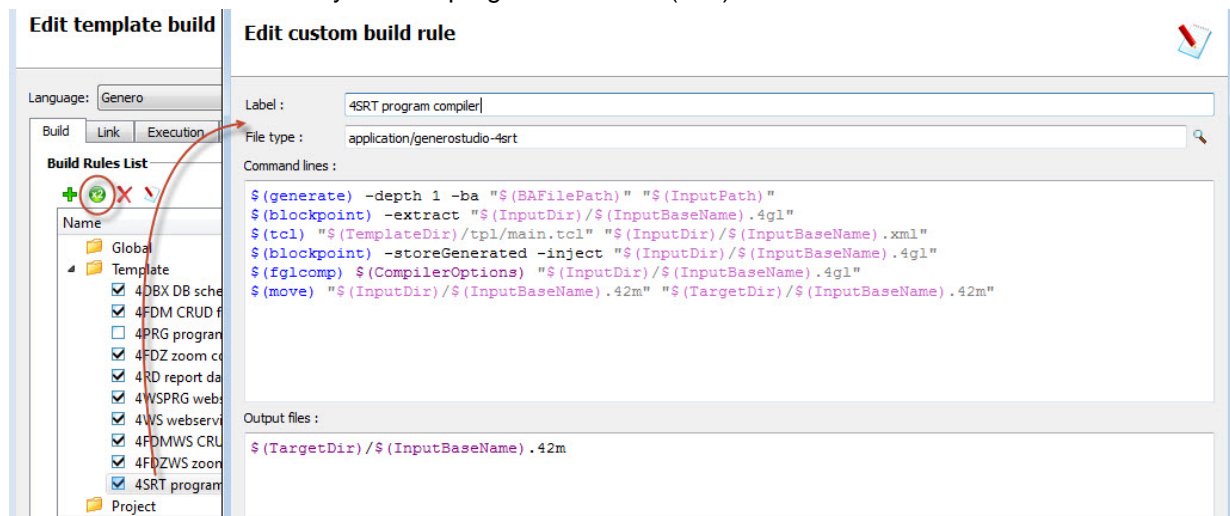 Edit template build
Language: Genero
Build Link Execution
Build Rules List
x2
Name
Global
Template
4DBX DB sche
4FDM CRUD f
4PRG program
4FDZ zoom co
4RD report da
4WSPRG webs
4WS webservi
4FDMWS CRU
4FDZWS zoon
4SRT program
Project
Edit custom build rule
Label : 4SRT program compiler
File type : application/generostudio-4srt
Command lines :
$(generate) -depth 1 -ba "$(BAFilePath)" "$(InputPath)"
$(blockpoint) -extract "$(InputDir)/$(InputBaseName).4gl"
$(tcl) "$(TemplateDir)/tpl/main.tcl" "$(InputDir)/$(InputBaseName).xml"
$(blockpoint) -storeGenerated -inject "$(InputDir)/$(InputBaseName).4gl"
$(fglcomp) $(CompilerOptions) "$(InputDir)/$(InputBaseName).4gl"
$(move) "$(InputDir)/$(InputBaseName).42m" "$(TargetDir)/$(InputBaseName).42m"
Output files :
$(TargetDir)/$(InputBaseName).42m